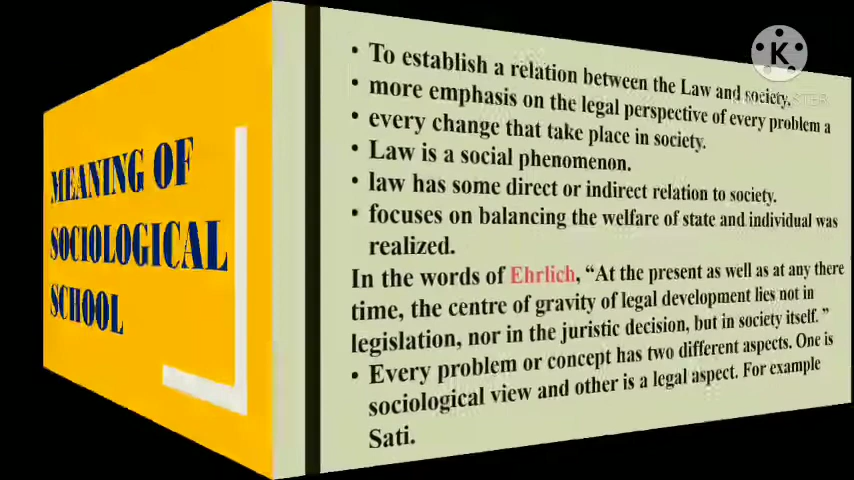 MEANING OF
SOCIOLOGICAL
SCHOOL
• To establish a relation between the Law and society.
• more emphasis on the legal perspective of every problem a
• every change that take place in society.
• Law is a social phenomenon.
• law has some direct or indirect relation to society.
• focuses on balancing the welfare of state and individual was
realized.
In the words of Ehrlich, “At the present as well as at any there
time, the centre of gravity of legal development lies not in
legislation, nor in the juristic decision, but in society itself. ”
• Every problem or concept has two different aspects. One is
sociological view and other is a legal aspect. For example
Sati.
K